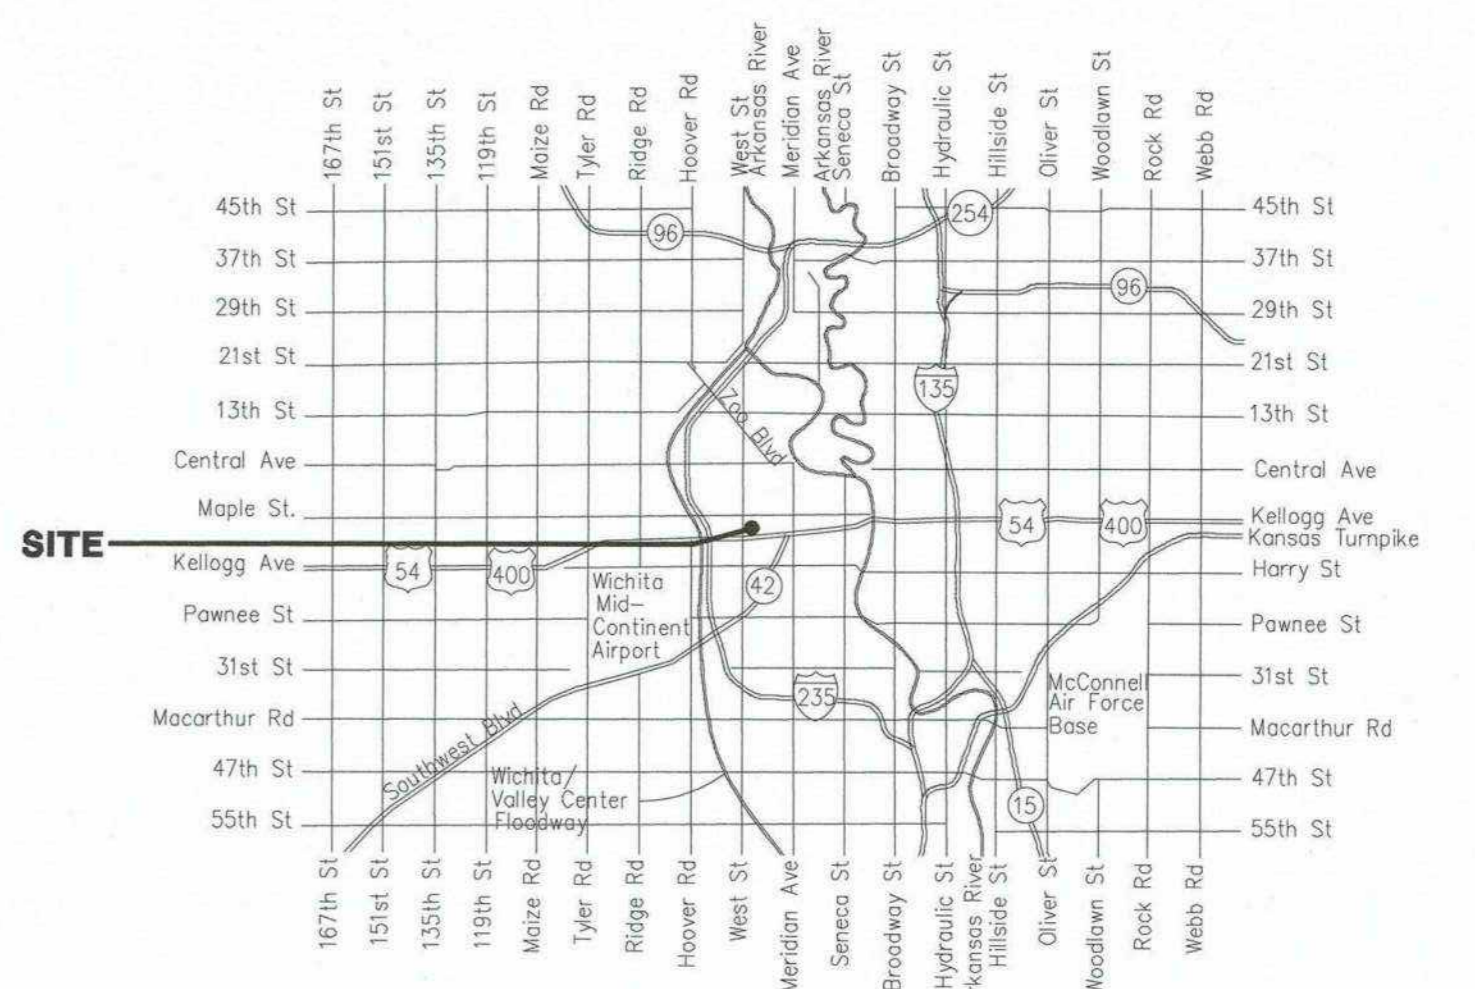 167th St
151st St
135th St
119th St
Maize Rd
Tyler Rd
Ridge Rd
Hoover Rd
West St
Arkansas River
Meridian Ave
Arkansas River
Seneca St
Broadway St
Hydraulic St
Hillside St
Oliver St
Woodlawn St
Rock Rd
Webb Rd
45th St
254
45th St
96
37th St
37th St
96
29th St
29th St
21st St
21st St
135
13th St
Zoo Blvd
13th St
Central Ave
Central Ave
Maple St.
54
400
Kellogg Ave
SITE
Kansas Turnpike
Kellogg Ave
54
400
Wichita
Mid-
Continent
Airport
42
Harry St
Pawnee St
Pawnee St
31st St
31st St
McConnell
Air Force
Base
235
Macarthur Rd
Southwest Blvd
Macarthur Rd
47th St
Wichita/
Valley Center
Floodway
47th St
15
55th St
55th St
167th St
151st St
135th St
119th St
Maize Rd
Tyler Rd
Ridge Rd
Hoover Rd
West St
Meridian Ave
Seneca St
Broadway St
Hydraulic St
rkansas River
Hillside St
Oliver St
Woodlawn St
Rock Rd
Webb Rd